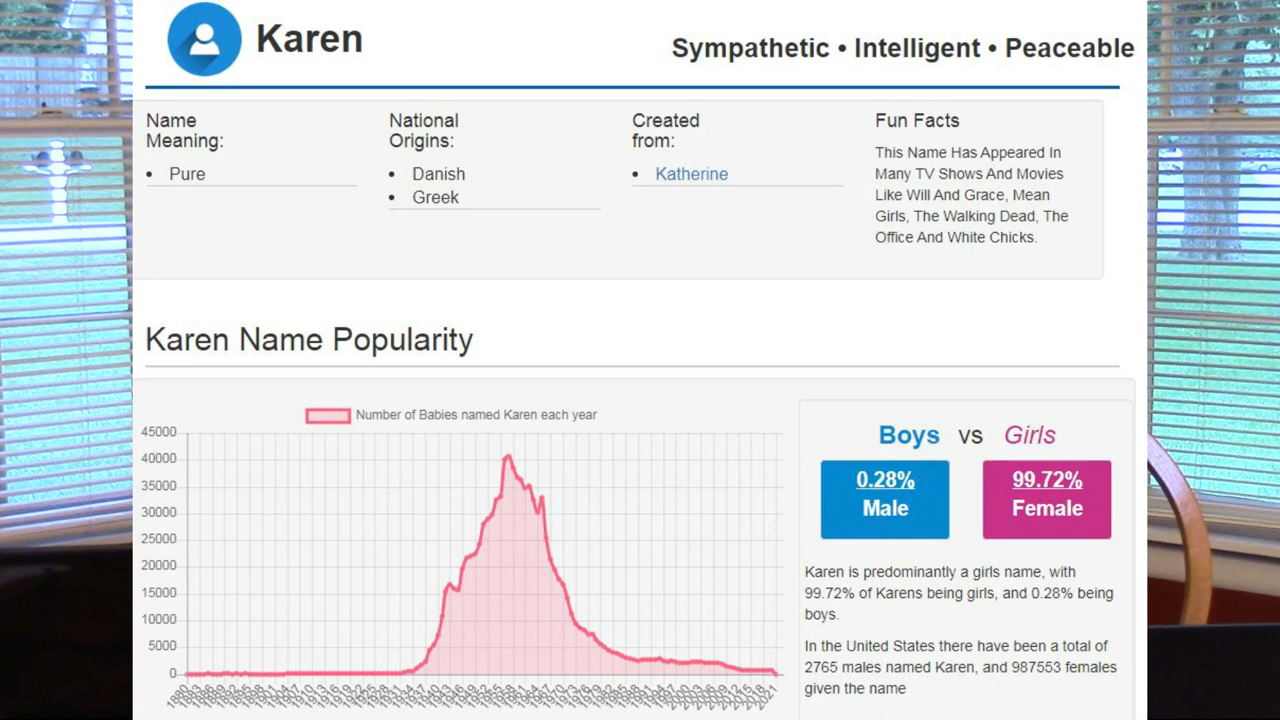 Karen
Sympathetic • Intelligent • Peaceable
Name
Meaning:
• Pure
National
Origins:
• Danish
• Greek
Created
from:
• Katherine
Fun Facts
This Name Has Appeared In
Many TV Shows And Movies
Like Will And Grace, Mean
Girls, The Walking Dead, The
Office And White Chicks.
Karen Name Popularity
Number of Babies named Karen each year
45000
40000
35000
30000
25000
20000
15000
10000
5000
0
Boys vs Girls
0.28%
Male
99.72%
Female
Karen is predominantly a girls name, with
99.72% of Karens being girls, and 0.28% being
boys.
In the United States there have been a total of
2765 males named Karen, and 987553 females
given the name